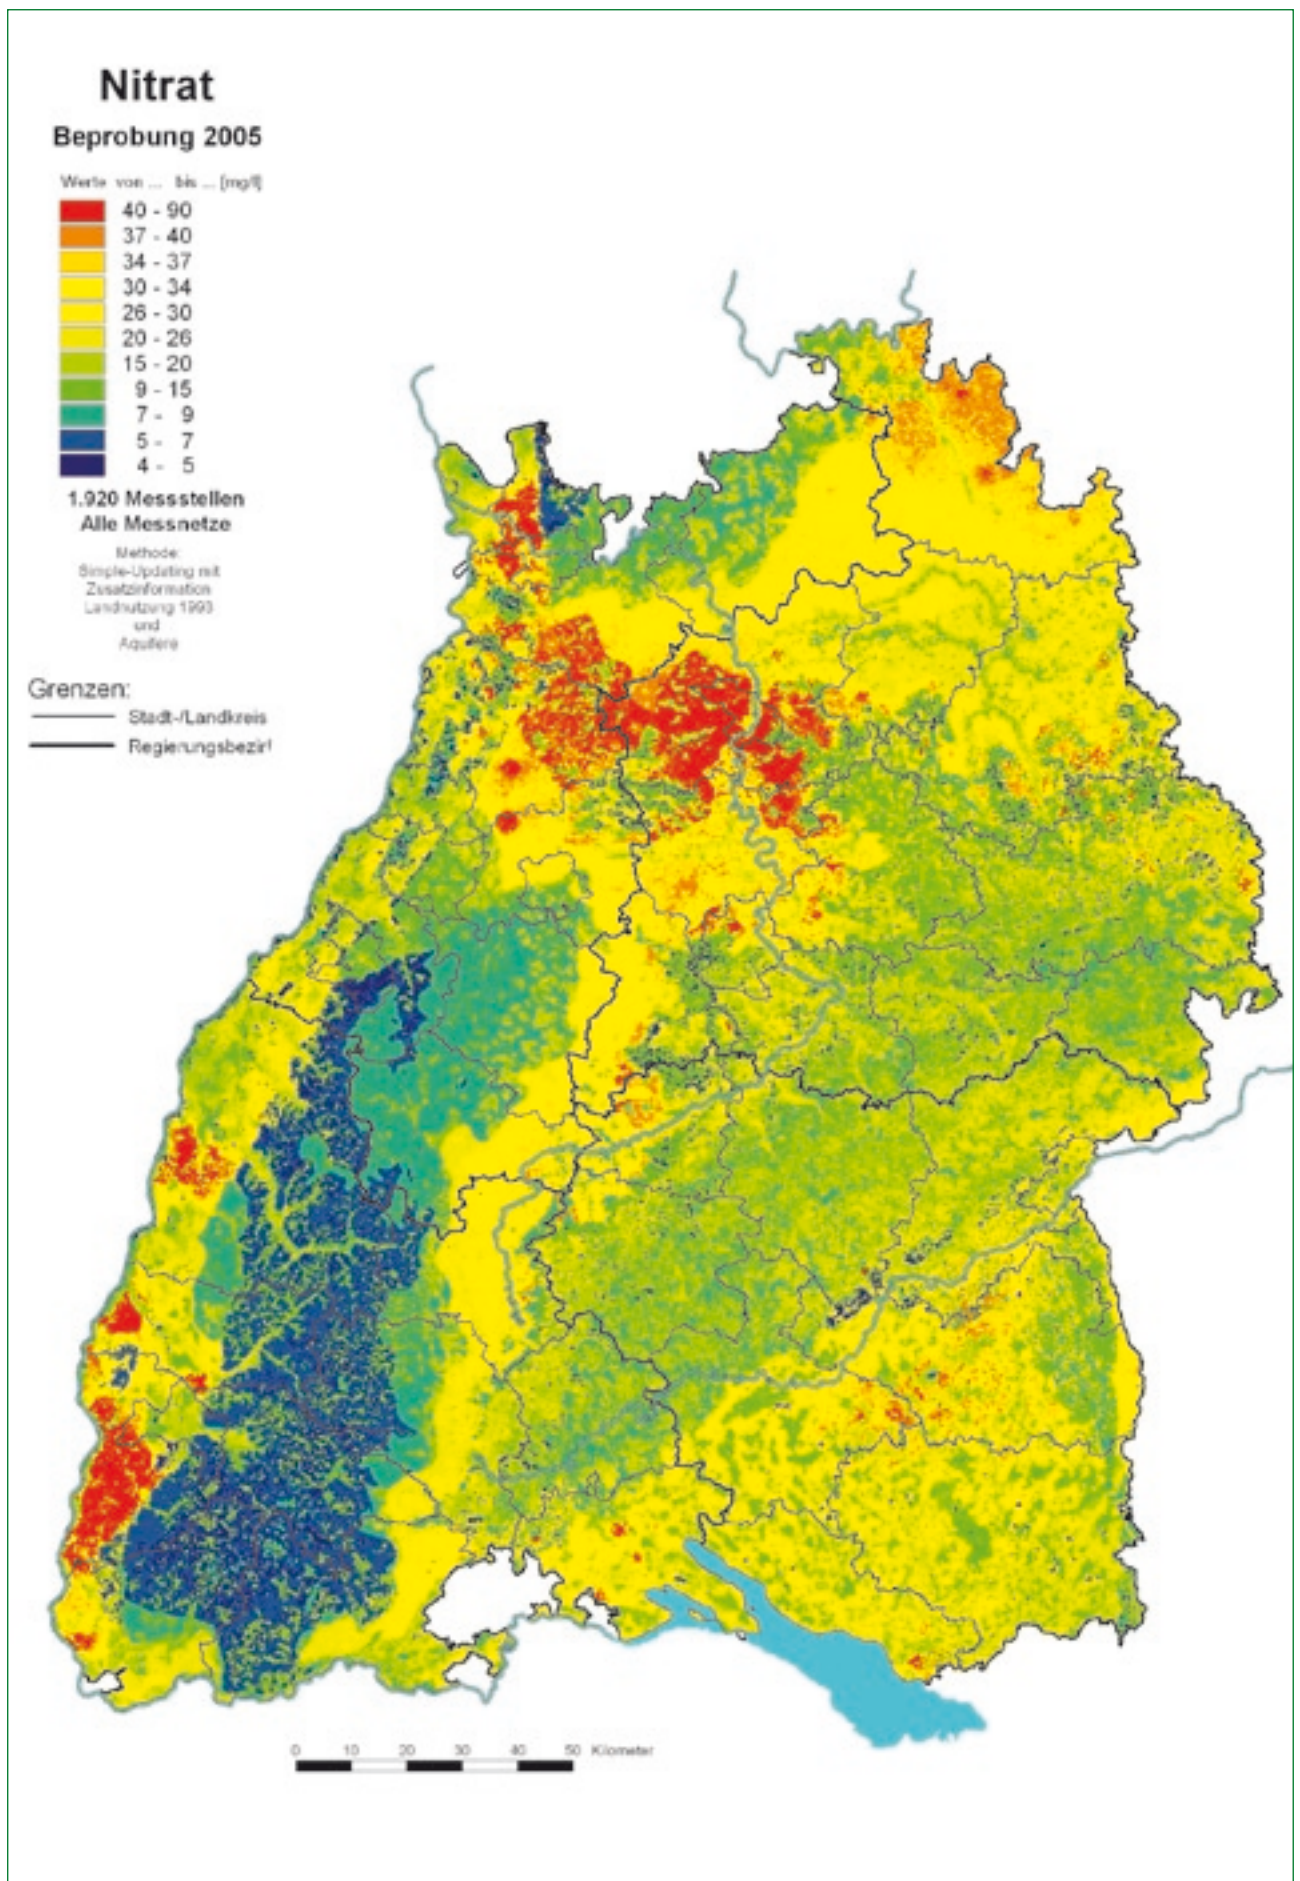 Nitrat
Beprobung 2005
Werte von ... bis ... [mg/l]
40 - 90
37 - 40
34 - 37
30 - 34
26 - 30
20 - 26
15 - 20
9 - 15
7 - 9
5 - 7
4 - 5
1.920 Messstellen
Alle Messnetze
Methode:
Simple-Updating mit
Zusatzinformation
Landnutzung 1993
und
Aquifere
Grenzen:
Stadt-/Landkreis
Regierungsbezirk
0 10 20 30 40 50 Kilometer